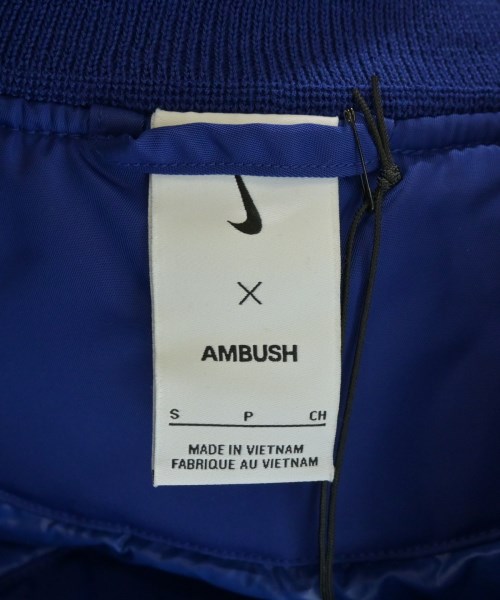 ×
AMBUSH
S P CH
MADE IN VIETNAM
FABRIQUE AU VIETNAM